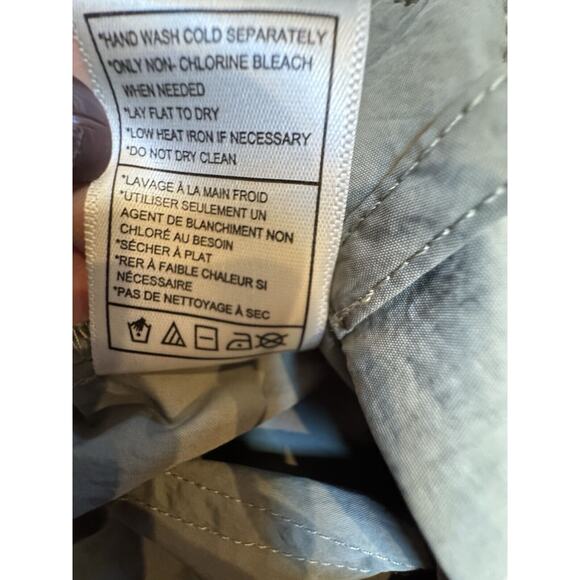 *HAND WASH COLD SEPARATELY
*ONLY NON- CHLORINE BLEACH
WHEN NEEDED
*LAY FLAT TO DRY
*LOW HEAT IRON IF NECESSARY
*DO NOT DRY CLEAN
*LAVAGE À LA MAIN FROID
*UTILISER SEULEMENT UN
AGENT DE BLANCHIMENT NON
CHLORÉ AU BESOIN
*SÉCHER À PLAT
*RER À FAIBLE CHALEUR SI
NÉCESSAIRE
*PAS DE NETTOYAGE À SEC